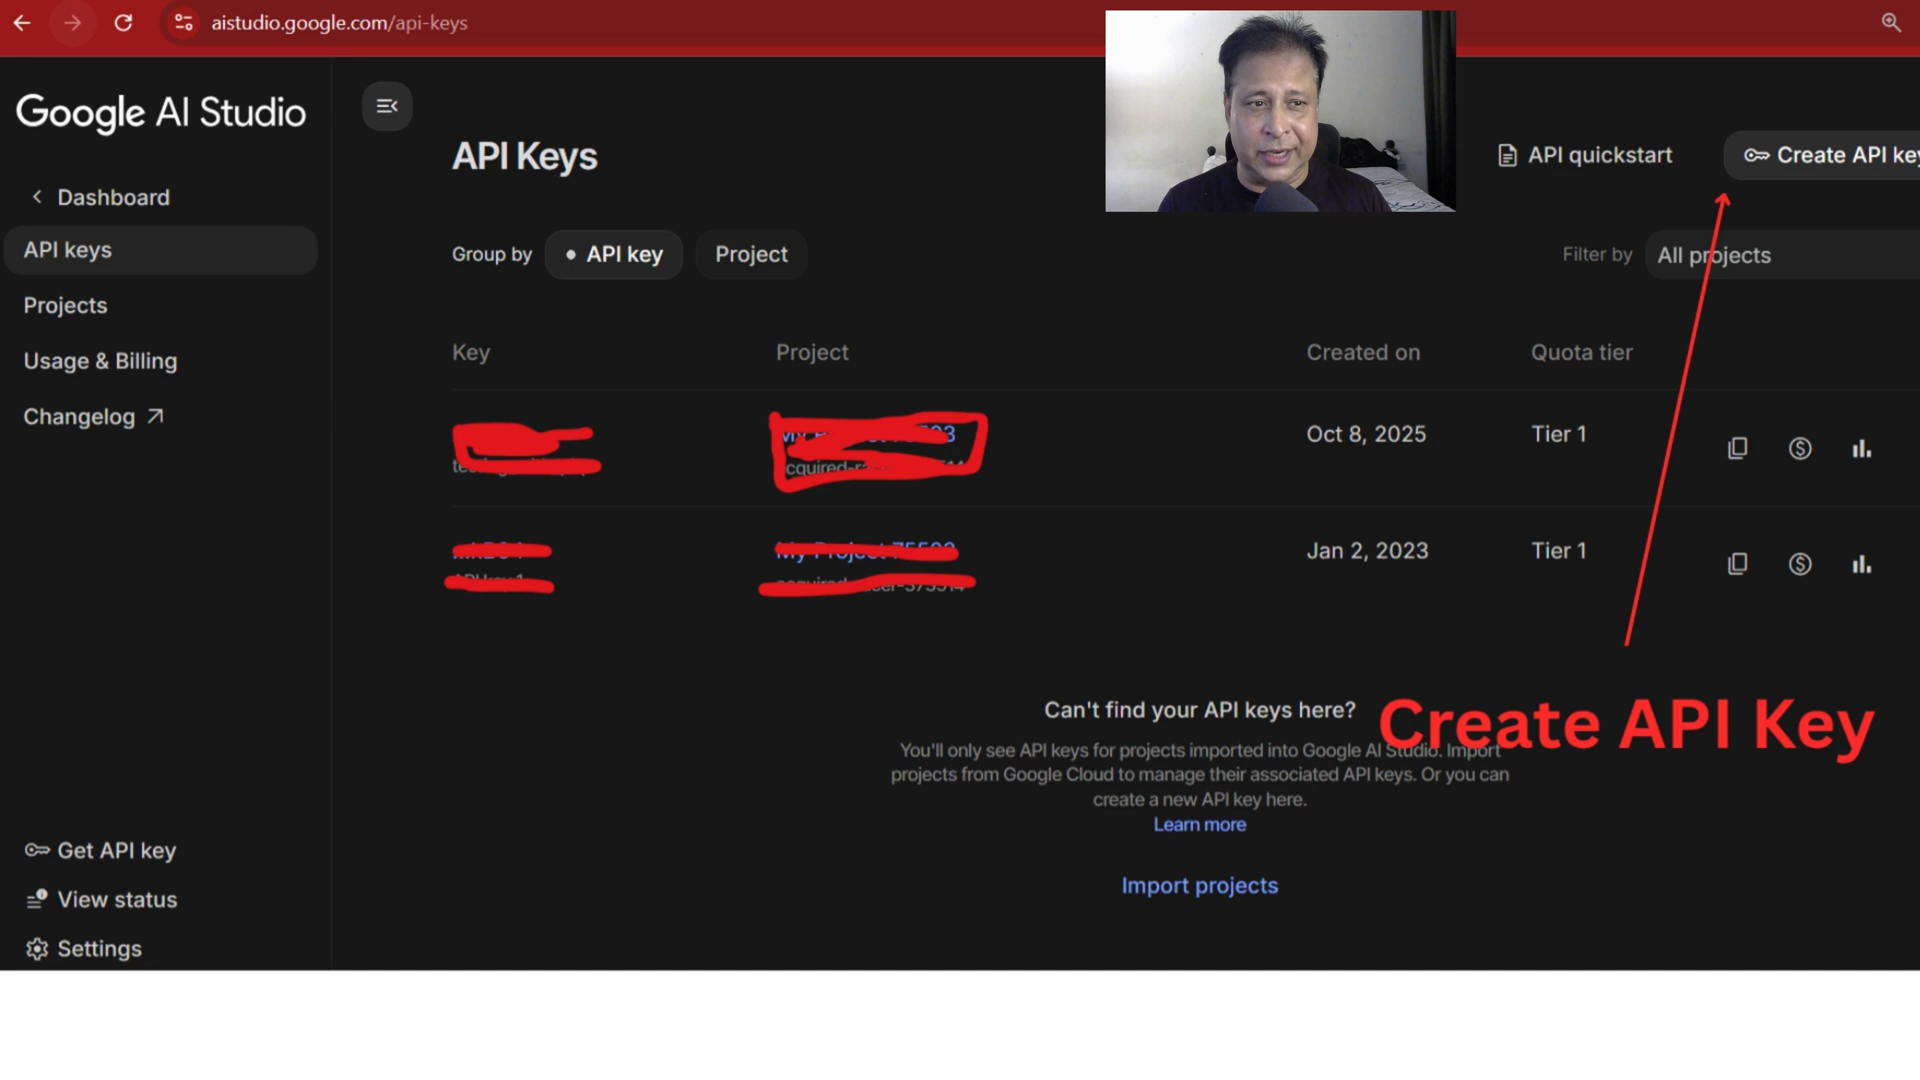 aistudio.google.com/api-keys
Google AI Studio
Dashboard
API keys
Projects
Usage & Billing
Changelog
Get API key
View status
Settings
API Keys
API quickstart
Create API key
Group by
API key
Project
Filter by
All projects
Key
Project
Created on
Quota tier
Oct 8, 2025
Tier 1
Jan 2, 2023
Tier 1
Create API Key
Can't find your API keys here?
You'll only see API keys for projects imported into Google AI Studio. Import
projects from Google Cloud to manage their associated API keys. Or you can
create a new API key here.
Learn more
Import projects